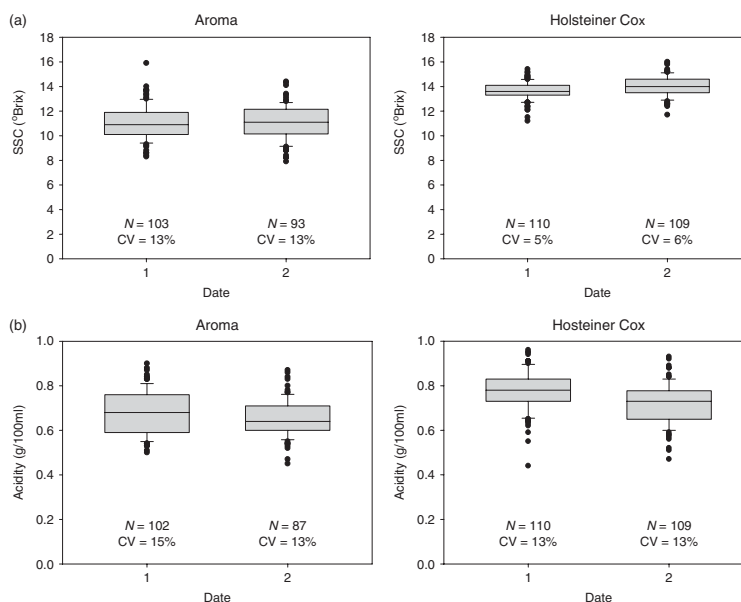 (a)
Aroma
18
16
14
12
10
8
6
4
2
0
SSC (°Brix)
N = 103
CV = 13%
N = 93
CV = 13%
1
2
Date
Holsteiner Cox
18
16
14
12
10
8
6
4
2
0
SSC (°Brix)
N = 110
CV = 5%
N = 109
CV = 6%
1
2
Date
(b)
Aroma
1.0
0.8
0.6
0.4
0.2
0.0
Acidity (g/100ml)
N = 102
CV = 15%
N = 87
CV = 13%
1
2
Date
Hosteiner Cox
1.0
0.8
0.6
0.4
0.2
0.0
Acidity (g/100ml)
N = 110
CV = 13%
N = 109
CV = 13%
1
2
Date